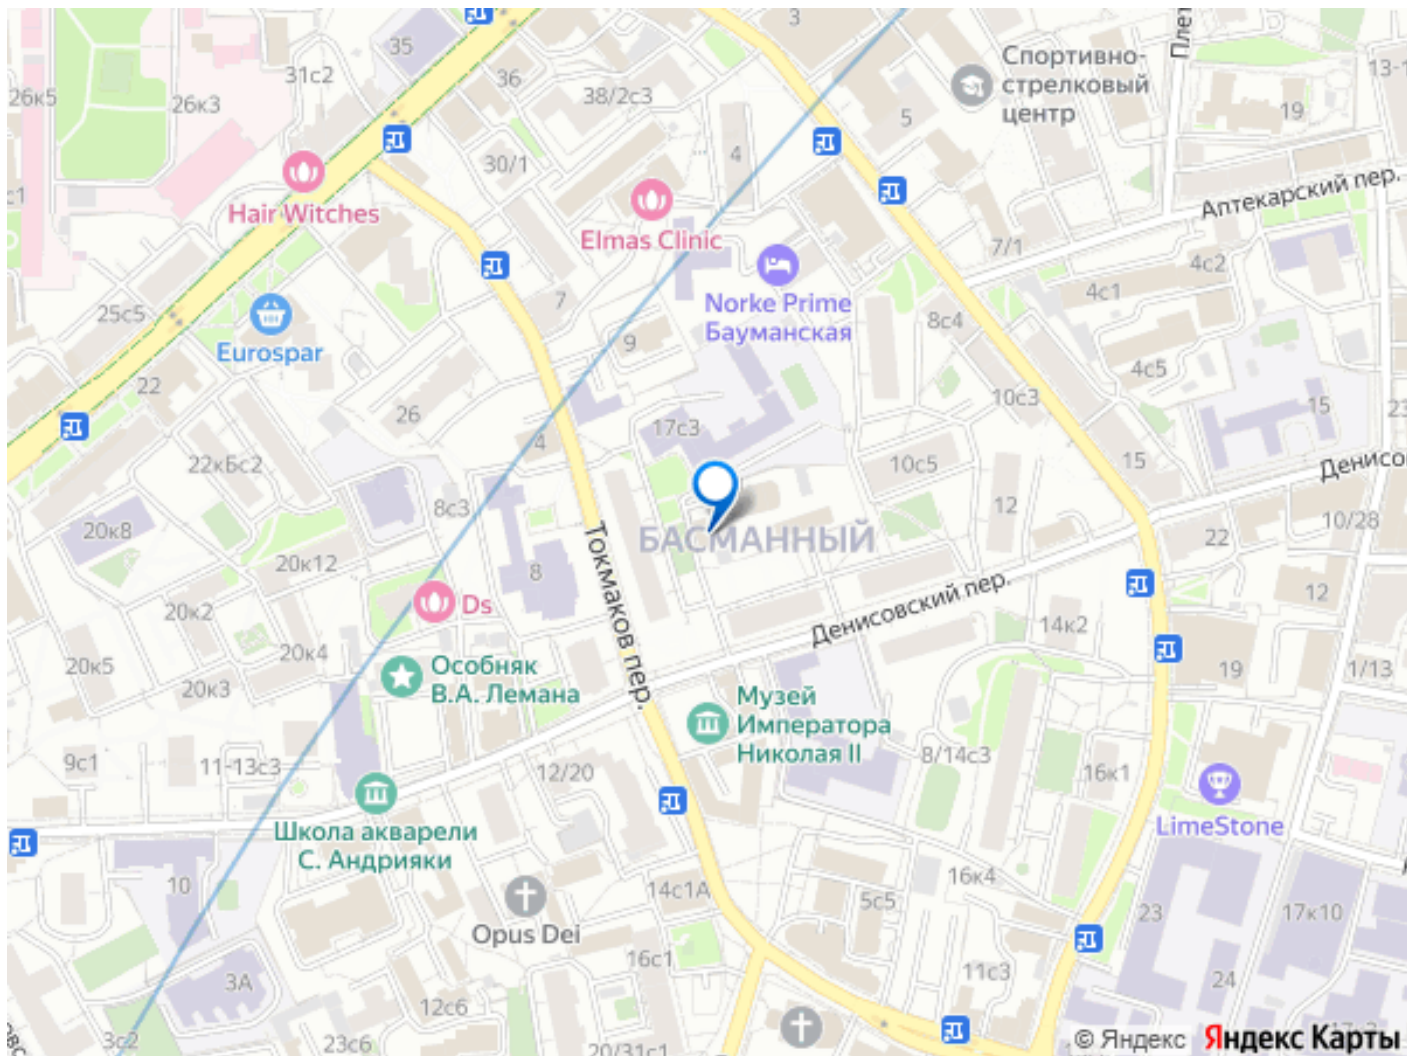 3
Плет
35
31с2
36
38/2с3
Спортивно-
стрелковый
центр
13-1
26к5
26к3
5
19
30/1
4
Аптекарский пер.
с1
Hair Witches
Elmas Clinic
7/1
4с2
4с1
25с5
7
Norke Prime
Бауманская
8с4
Eurospar
9
4с5
22
26
10с3
15
23
17с3
4
22кБс2
10с5
15
Денисо
8с3
12
10/28
20к8
БАСМАННЫЙ
22
20к12
8
Токмаков пер.
Денисовский пер.
12
20к2
Ds
14к2
20к5
20к4
Особняк
В.А. Лемана
19
1/13
20к3
Музей
Императора
Николая II
9с1
11-13с3
12/20
8/14с3
16к1
Школа акварели
С. Андрияки
LimeStone
10
14с1А
16к4
5с5
23
17к10
Opus Dei
16с1
11с3
24
3А
12с6
3с2
23с6
20/31с1
© Яндекс Яндекс Карты